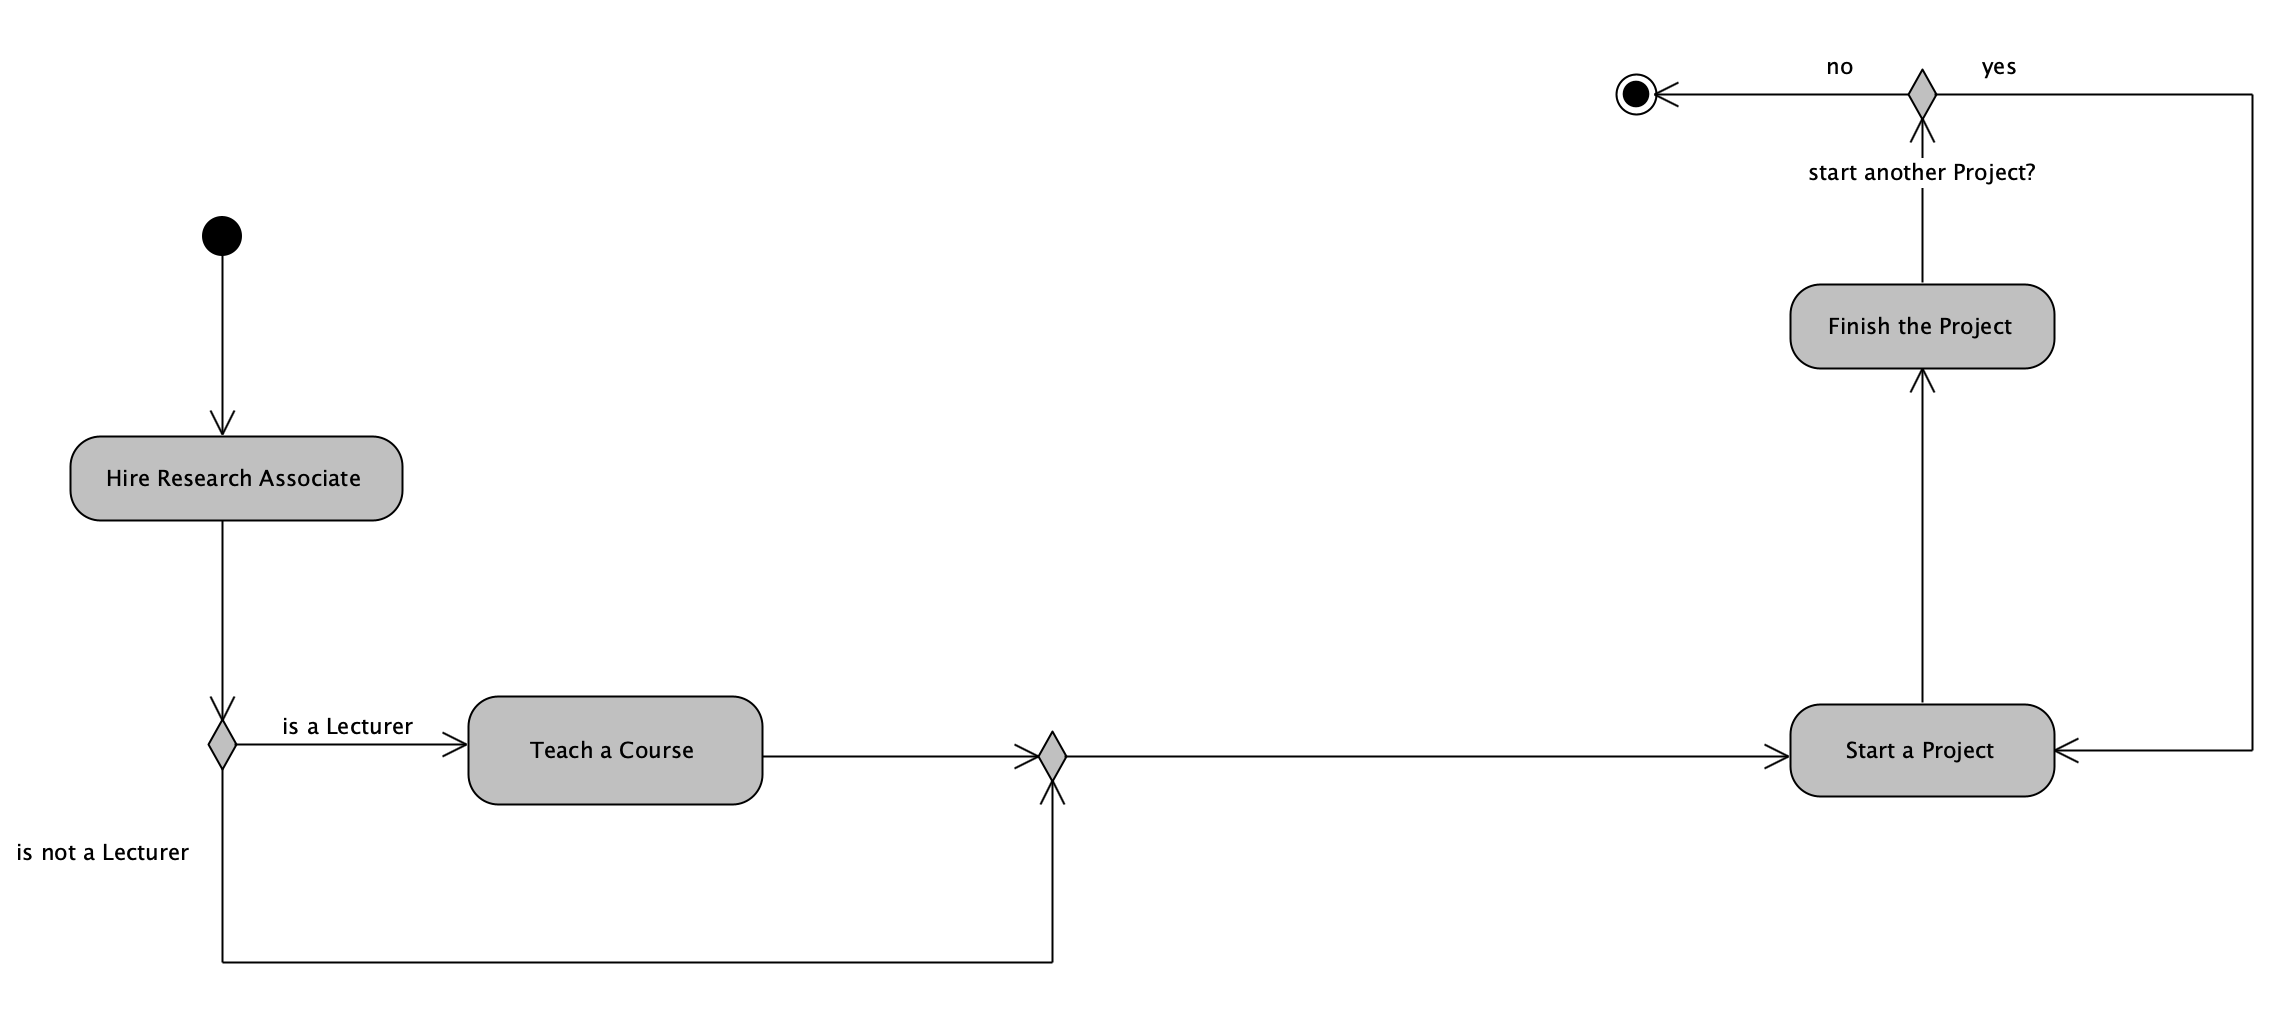 no
yes
start another Project?
Finish the Project
Hire Research Associate
is a Lecturer
Teach a Course
Start a Project
is not a Lecturer